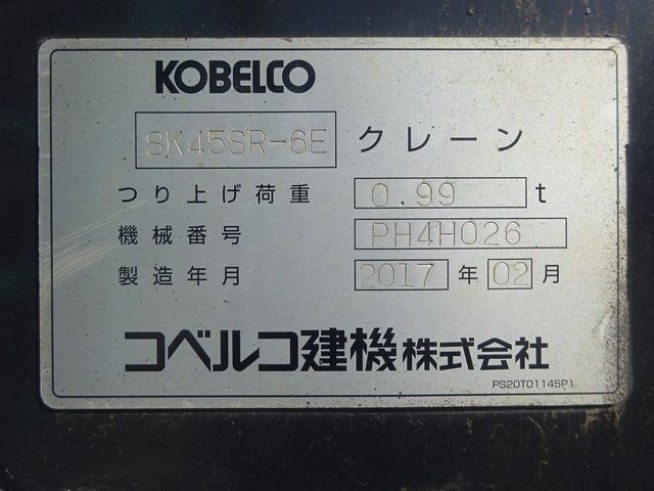 KOBELCO
SK45SR-6E クレーン
つり上げ荷重 0.99 t
機械番号 PH4H026
製造年月 2017 年 02 月
コベルコ建機株式会社
PS20T01145P1